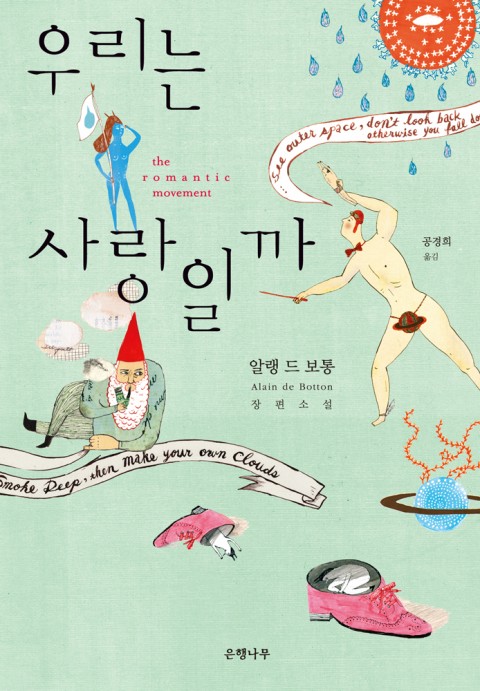 우리는
the
romantic
movement
...See outer space, don't look back
otherwise you fall do
사랑일까
공경희
옮김
알랭 드 보통
Alain de Botton
장편소설
Smoke Deep, then make your own Clouds
은행나무